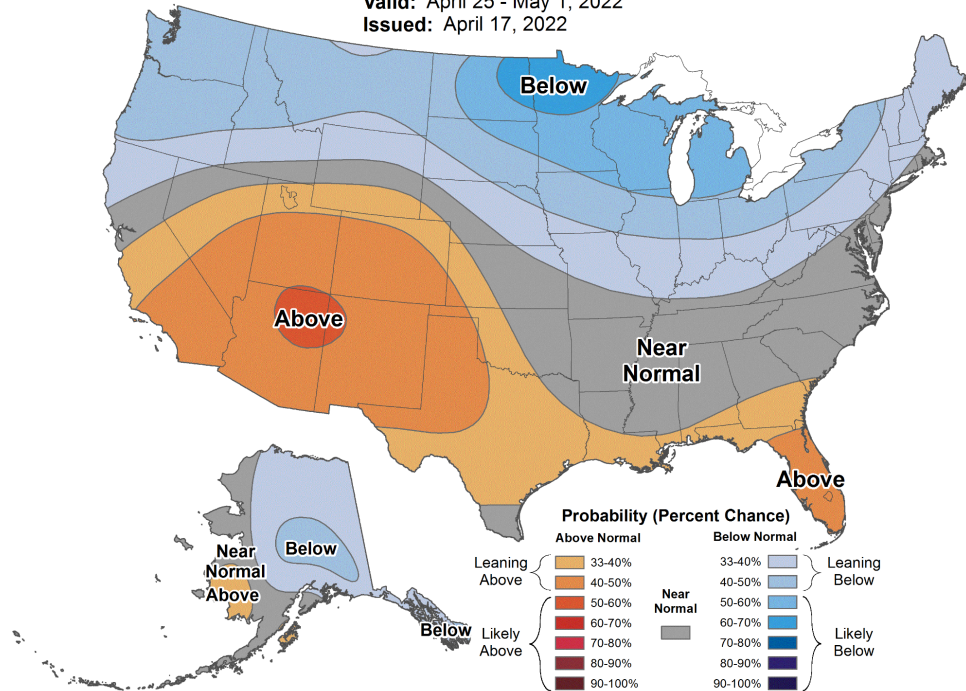 Valid: April 25 - May 1, 2022
Issued: April 17, 2022
Below
Above
Near
Normal
Above
Near
Normal
Above
Below
Below
Probability (Percent Chance)
Above Normal
Below Normal
Leaning
Above
33-40%
40-50%
Likely
Above
50-60%
60-70%
70-80%
80-90%
90-100%
Near
Normal
33-40%
40-50%
Leaning
Below
50-60%
60-70%
70-80%
80-90%
90-100%
Likely
Below